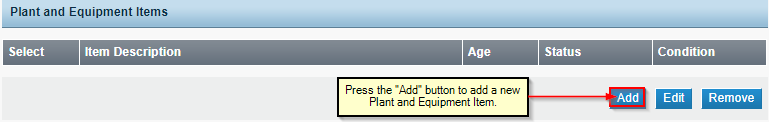 Plant and Equipment Items
Select Item Description Age Status Condition
Press the "Add" button to add a new
Plant and Equipment Item.
Add Edit Remove